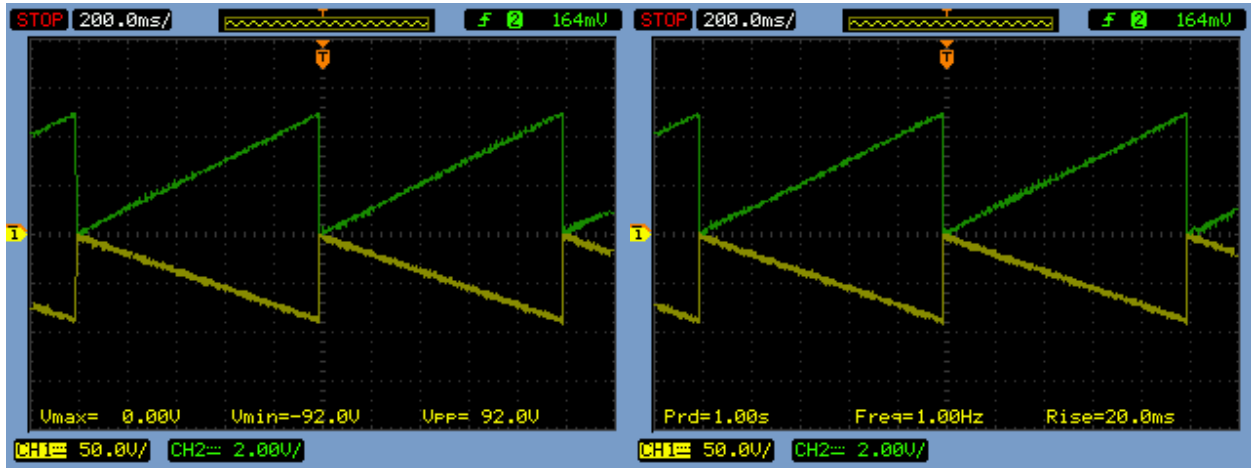 STOP 200.0ms/ T 2 164mV
T
1
Vmax= 0.00V Vmin=-92.0V Vpp= 92.0V
CH1 50.0V/ CH2 2.00V/
STOP 200.0ms/ T 2 164mV
T
1
Prd=1.00s Freq=1.00Hz Rise=20.0ms
CH1 50.0V/ CH2 2.00V/